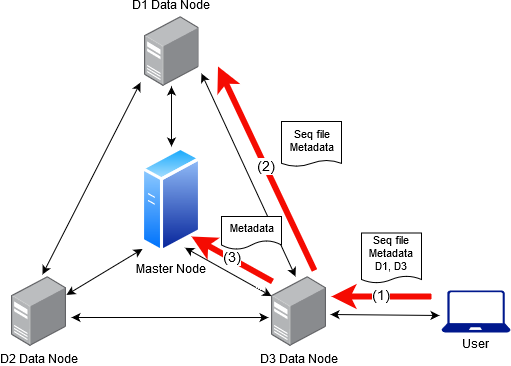 D1 Data Node
Seq file
Metadata
(2)
Metadata
Seq file
Metadata
D1, D3
(3)
Master Node
(1)
D2 Data Node
D3 Data Node
User